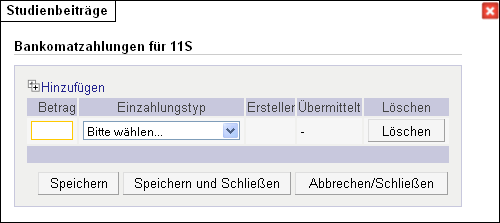 Studienbeiträge
Bankomatzahlungen für 11S
Hinzufügen
Betrag Einzahlungstyp Ersteller Übermittelt Löschen
Bitte wählen... - Löschen
Speichern Speichern und Schließen Abbrechen/Schließen